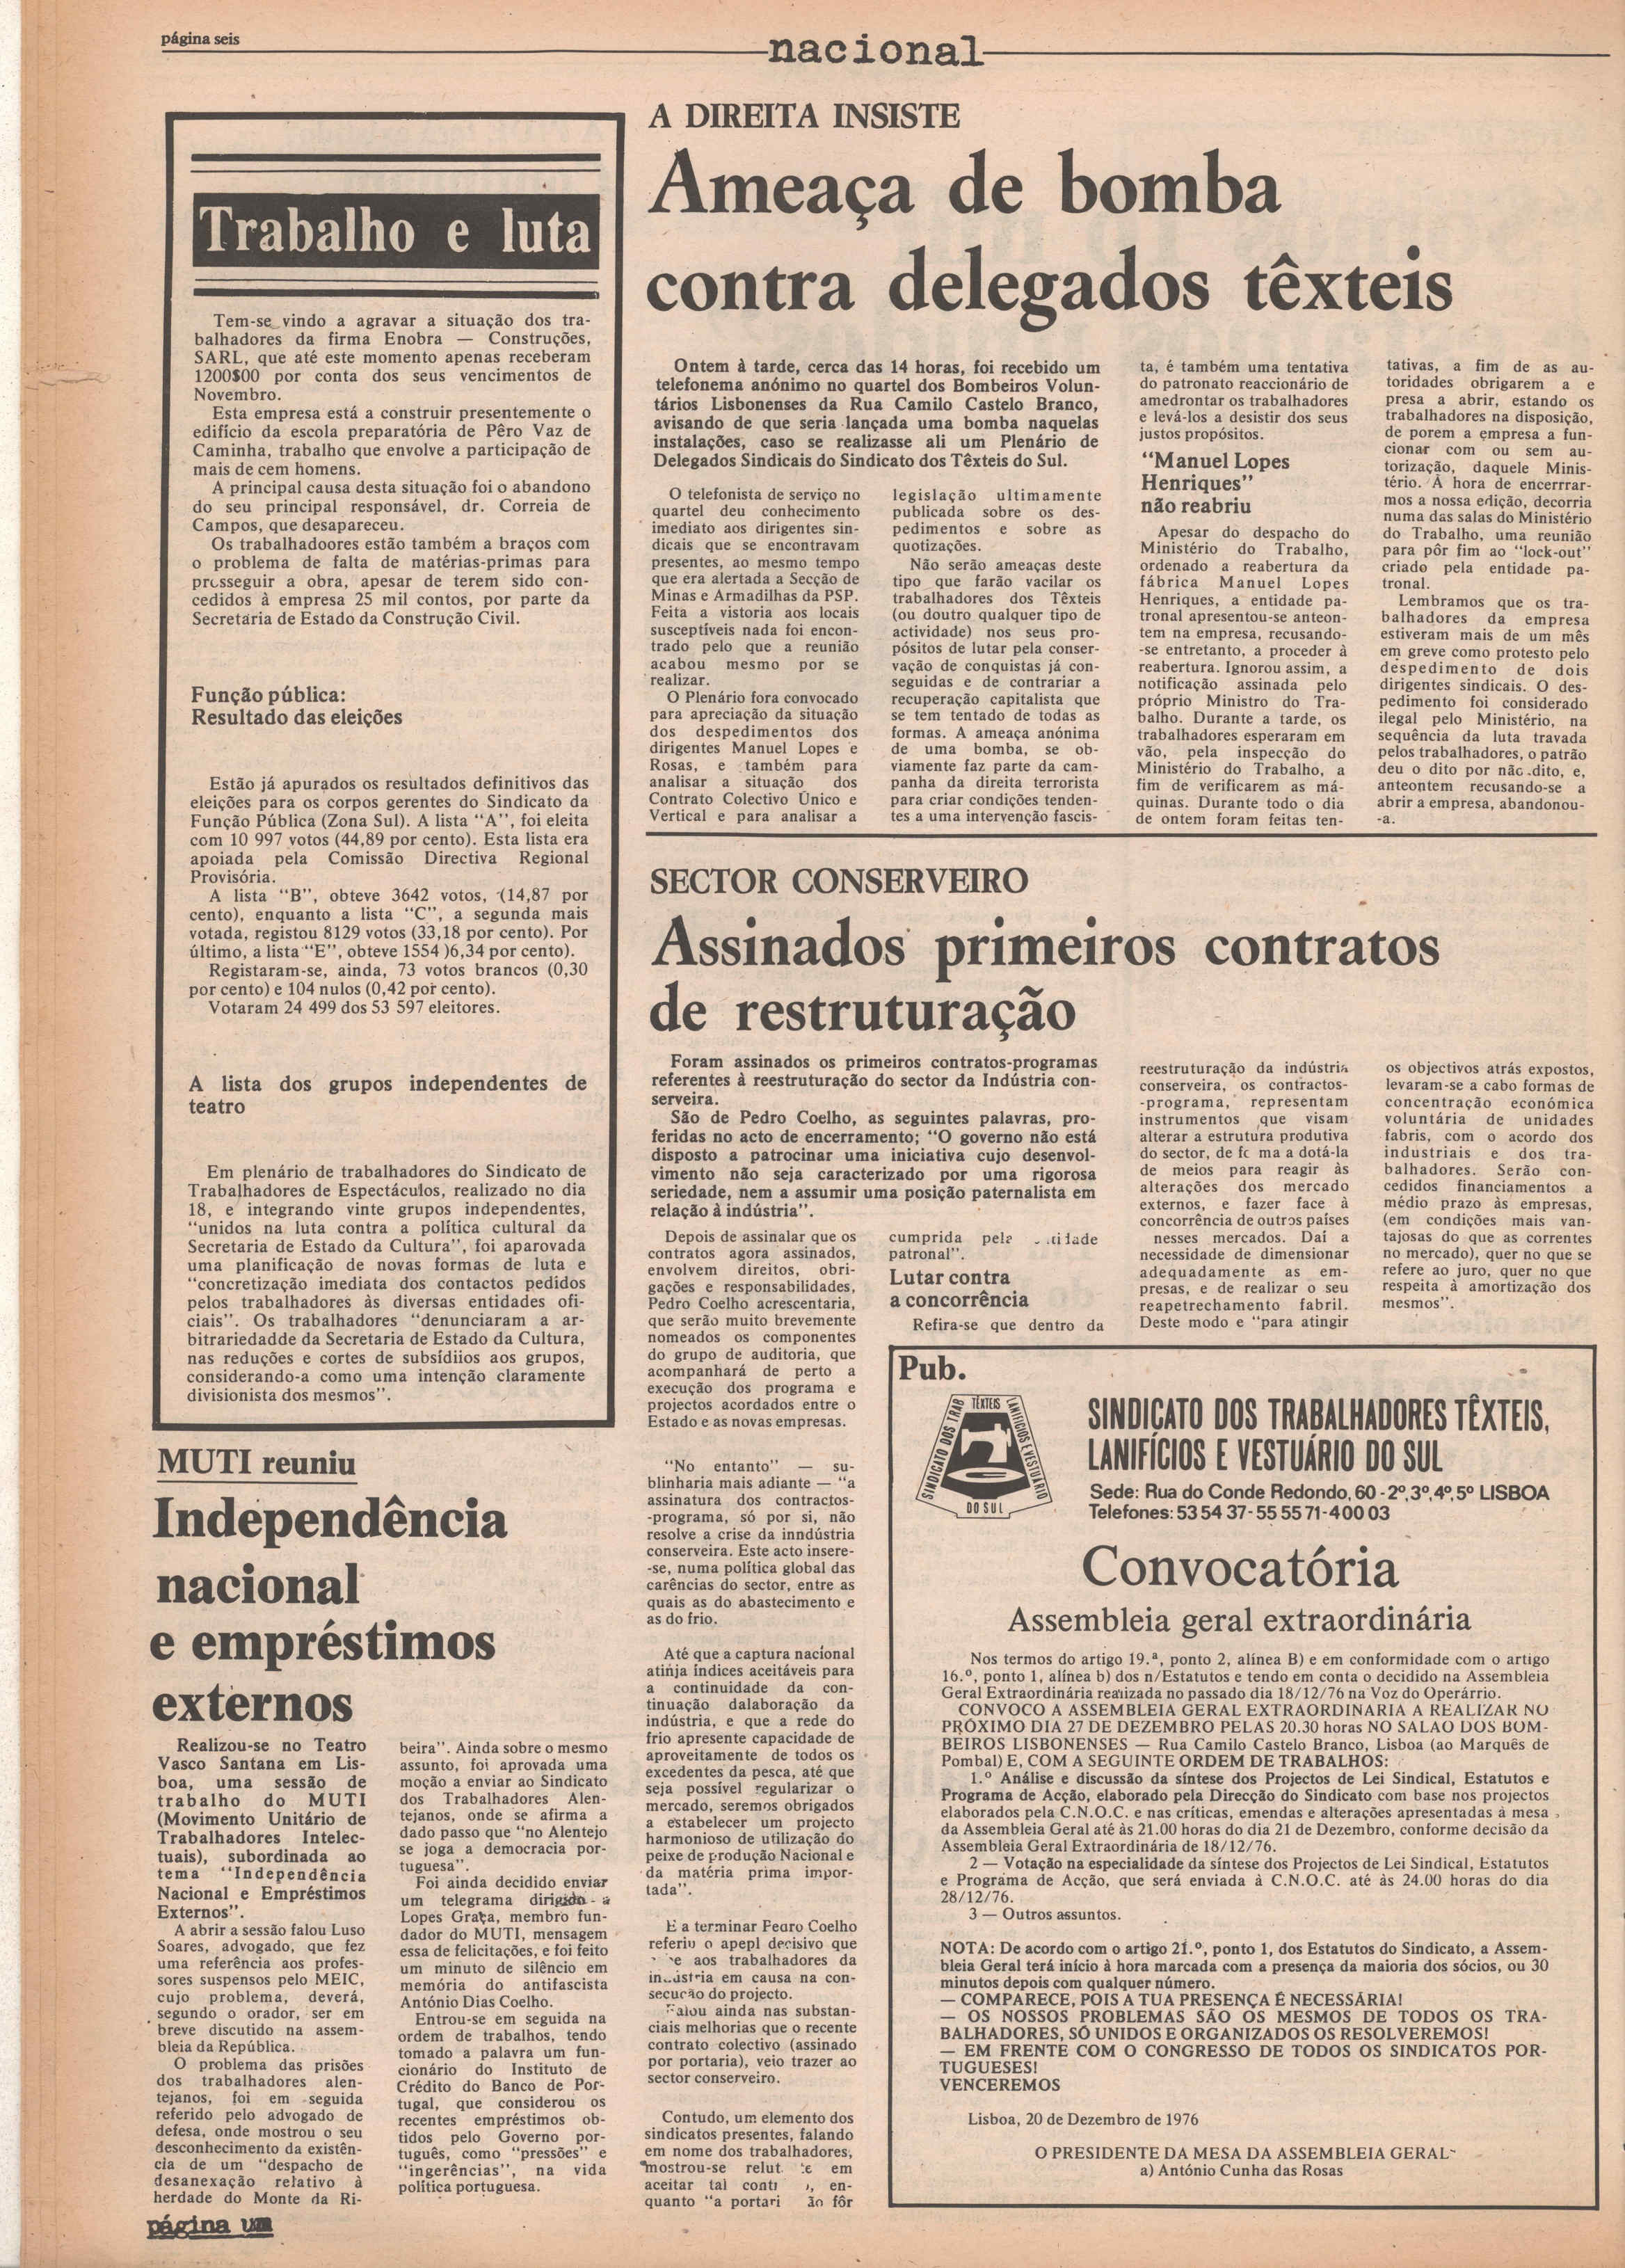 página seis
nacional
Trabalho e luta
Tem-se vindo a agravar a situação dos tra-
balhadores da firma Enobra — Construções,
SARL, que até este momento apenas receberam
1200$00 por conta dos seus vencimentos de
Novembro.
Esta empresa está a construir presentemente o
edifício da escola preparatória de Pêro Vaz de
Caminha, trabalho que envolve a participação de
mais de cem homens.
A principal causa desta situação foi o abandono
do seu principal responsável, dr. Correia de
Campos, que desapareceu.
Os trabalhadoores estão também a braços com
o problema de falta de matérias-primas para
prosseguir a obra, apesar de terem sido con-
cedidos à empresa 25 mil contos, por parte da
Secretaria de Estado da Construção Civil.
Função pública:
Resultado das eleições
Estão já apurados os resultados definitivos das
eleições para os corpos gerentes do Sindicato da
Função Pública (Zona Sul). A lista "A", foi eleita
com 10 997 votos (44,89 por cento). Esta lista era
apoiada pela Comissão Directiva Regional
Provisória.
A lista "B", obteve 3642 votos, (14,87 por
cento), enquanto a lista "C", a segunda mais
votada, registou 8129 votos (33,18 por cento). Por
último, a lista "E", obteve 1554 )6,34 por cento).
Registaram-se, ainda, 73 votos brancos (0,30
por cento) e 104 nulos (0,42 por cento).
Votaram 24 499 dos 53 597 eleitores.
A lista dos grupos independentes de
teatro
Em plenário de trabalhadores do Sindicato de
Trabalhadores de Espectáculos, realizado no dia
18, e integrando vinte grupos independentes,
"unidos na luta contra a política cultural da
Secretaria de Estado da Cultura", foi aparovada
uma planificação de novas formas de luta e
"concretização imediata dos contactos pedidos
pelos trabalhadores às diversas entidades ofi-
ciais". Os trabalhadores "denunciaram a ar-
bitrariedadde da Secretaria de Estado da Cultura,
nas reduções e cortes de subsídiios aos grupos,
considerando-a como uma intenção claramente
divisionista dos mesmos".
A DIREITA INSISTE
Ameaça de bomba
contra delegados têxteis
Ontem à tarde, cerca das 14 horas, foi recebido um
telefonema anónimo no quartel dos Bombeiros Volun-
tários Lisbonenses da Rua Camilo Castelo Branco,
avisando de que seria lançada uma bomba naquelas
instalações, caso se realizasse ali um Plenário de
Delegados Sindicais do Sindicato dos Têxteis do Sul.
O telefonista de serviço no
quartel deu conhecimento
imediato aos dirigentes sin-
dicais que se encontravam
presentes, ao mesmo tempo
que era alertada a Secção de
Minas e Armadilhas da PSP.
Feita a vistoria aos locais
susceptíveis nada foi encon-
trado pelo que a reunião
acabou mesmo por se
realizar.
O Plenário fora convocado
para apreciação da situação
dos despedimentos dos
dirigentes Manuel Lopes e
Rosas, e também para
analisar a situação dos
Contrato Colectivo Único e
Vertical e para analisar a
legislação ultimamente
publicada sobre os des-
pedimentos e sobre as
quotizações.
Não serão ameaças deste
tipo que farão vacilar os
trabalhadores dos Têxteis
(ou doutro qualquer tipo de
actividade) nos seus pro-
pósitos de lutar pela conser-
vação de conquistas já con-
seguidas e de contrariar a
recuperação capitalista que
se tem tentado de todas as
formas. A ameaça anónima
de uma bomba, se ob-
viamente faz parte da cam-
panha da direita terrorista
para criar condições tenden-
tes a uma intervenção fascis-
ta, é também uma tentativa
do patronato reaccionário de
amedrontar os trabalhadores
e levá-los a desistir dos seus
justos propósitos.
"Manuel Lopes
Henriques"
não reabriu
Apesar do despacho do
Ministério do Trabalho,
ordenado a reabertura da
fábrica Manuel Lopes
Henriques, a entidade pa-
tronal apresentou-se anteon-
tem na empresa, recusando-
-se entretanto, a proceder à
reabertura. Ignorou assim, a
notificação assinada pelo
próprio Ministro do Tra-
balho. Durante a tarde, os
trabalhadores esperaram em
vão, pela inspecção do
Ministério do Trabalho, a
fim de verificarem as má-
quinas. Durante todo o dia
de ontem foram feitas ten-
tativas, a fim de as au-
toridades obrigarem a e
presa a abrir, estando os
trabalhadores na disposição,
de porem a empresa a fun-
cionar com ou sem au-
torização, daquele Minis-
tério. À hora de encerrrar-
mos a nossa edição, decorria
numa das salas do Ministério
do Trabalho, uma reunião
para pôr fim ao "lock-out"
criado pela entidade pa-
tronal.
Lembramos que os tra-
balhadores da empresa
estiveram mais de um mês
em greve como protesto pelo
despedimento de dois
dirigentes sindicais. O des-
pedimento foi considerado
ilegal pelo Ministério, na
sequência da luta travada
pelos trabalhadores, o patrão
deu o dito por não dito, e,
anteontem recusando-se a
abrir a empresa, abandonou-
-a.
SECTOR CONSERVEIRO
Assinados primeiros contratos
de restruturação
Foram assinados os primeiros contratos-programas
referentes à reestruturação do sector da Indústria con-
serveira.
São de Pedro Coelho, as seguintes palavras, pro-
feridas no acto de encerramento; "O governo não está
disposto a patrocinar uma iniciativa cujo desenvol-
vimento não seja caracterizado por uma rigorosa
seriedade, nem a assumir uma posição paternalista em
relação à indústria".
Depois de assinalar que os
contratos agora assinados,
envolvem direitos, obri-
gações e responsabilidades,
Pedro Coelho acrescentaria,
que serão muito brevemente
nomeados os componentes
do grupo de auditoria, que
acompanhará de perto a
execução dos programa e
projectos acordados entre o
Estado e as novas empresas.
"No entanto" — su-
blinharia mais adiante — "a
assinatura dos contractos-
-programa, só por si, não
resolve a crise da inndústria
conserveira. Este acto insere-
-se, numa política global das
carências do sector, entre as
quais as do abastecimento e
as do frio.
Até que a captura nacional
atinja índices aceitáveis para
a continuidade da con-
tinuação dalaboração da
indústria, e que a rede do
frio apresente capacidade de
aproveitamento de todos os
excedentes da pesca, até que
seja possível regularizar o
mercado, seremos obrigados
a estabelecer um projecto
harmonioso de utilização do
peixe de produção Nacional e
da matéria prima impor-
tada".
E a terminar Pedro Coelho
referiu o apepl decisivo que
e aos trabalhadores da
indústria em causa na con-
secução do projecto.
Falou ainda nas substan-
ciais melhorias que o recente
contrato colectivo (assinado
por portaria), veio trazer ao
sector conserveiro.
Contudo, um elemento dos
sindicatos presentes, falando
em nome dos trabalhadores,
mostrou-se em
aceitar tal en-
quanto "a fôr
cumprida pela
patronal".
Lutar contra
a concorrência
Refira-se que dentro da
reestruturação da indústria
conserveira, os contractos-
-programa, representam
instrumentos que visam
alterar a estrutura produtiva
do sector, de fc ma a dotá-la
de meios para reagir às
alterações dos mercado
externos, e fazer face à
concorrência de outros países
nesses mercados. Daí a
necessidade de dimensionar
adequadamente as em-
presas, e de realizar o seu
reapetrechamento fabril.
Deste modo e "para atingir
os objectivos atrás expostos,
levaram-se a cabo formas de
concentração económica
voluntária de unidades
fabris, com o acordo dos
industriais e dos tra-
balhadores. Serão con-
cedidos financiamentos a
médio prazo às empresas,
(em condições mais van-
tajosas do que as correntes
no mercado), quer no que se
refere ao juro, quer no que
respeita à amortização dos
mesmos".
MUTI reuniu
Independência
nacional
e empréstimos
externos
Realizou-se no Teatro
Vasco Santana em Lis-
boa, uma sessão de
trabalho do MUTI
(Movimento Unitário de
Trabalhadores Intelec-
tuais), subordinada ao
tema "Independência
Nacional e Empréstimos
Externos".
A abrir a sessão falou Luso
Soares, advogado, que fez
uma referência aos profes-
sores suspensos pelo MEIC,
cujo problema, deverá,
segundo o orador, ser em
breve discutido na assem-
bleia da República.
O problema das prisões
dos trabalhadores alen-
tejanos, foi em seguida
referido pelo advogado de
defesa, onde mostrou o seu
desconhecimento da existên-
cia de um "despacho de
desanexação relativo à
herdade do Monte da Ri-
beira". Ainda sobre o mesmo
assunto, foi aprovada uma
moção a enviar ao Sindicato
dos Trabalhadores Alen-
tejanos, onde se afirma a
dado passo que "no Alentejo
se joga a democracia por-
tuguesa".
Foi ainda decidido enviar
um telegrama dirigido a
Lopes Graça, membro fun-
dador do MUTI, mensagem
essa de felicitações, e foi feito
um minuto de silêncio em
memória do antifascista
António Dias Coelho.
Entrou-se em seguida na
ordem de trabalhos, tendo
tomado a palavra um fun-
cionário do Instituto de
Crédito do Banco de Por-
tugal, que considerou os
recentes empréstimos ob-
tidos pelo Governo por-
tuguês, como "pressões" e
"ingerências", na vida
política portuguesa.
Pub.
SINDICATO DOS TRAB
TÊXTEIS
LANIFÍCIOS E VESTUÁRIO
DO SUL
SINDICATO DOS TRABALHADORES TÊXTEIS,
LANIFÍCIOS E VESTUÁRIO DO SUL
Sede: Rua do Conde Redondo, 60 - 2º, 3º, 4º, 5º LISBOA
Telefones: 53 54 37 - 55 55 71 - 4 00 03
Convocatória
Assembleia geral extraordinária
Nos termos do artigo 19.ª, ponto 2, alínea B) e em conformidade com o artigo
16.º, ponto 1, alínea b) dos n/Estatutos e tendo em conta o decidido na Assembleia
Geral Extraordinária realizada no passado dia 18/12/76 na Voz do Operárrio.
CONVOCO A ASSEMBLEIA GERAL EXTRAORDINARIA A REALIZAR NO
PRÓXIMO DIA 27 DE DEZEMBRO PELAS 20.30 horas NO SALAO DOS BOM-
BEIROS LISBONENSES — Rua Camilo Castelo Branco, Lisboa (ao Marquês de
Pombal) E, COM A SEGUINTE ORDEM DE TRABALHOS:
1.º Análise e discussão da síntese dos Projectos de Lei Sindical, Estatutos e
Programa de Acção, elaborado pela Direcção do Sindicato com base nos projectos
elaborados pela C.N.O.C. e nas críticas, emendas e alterações apresentadas à mesa
da Assembleia Geral até às 21.00 horas do dia 21 de Dezembro, conforme decisão da
Assembleia Geral Extraordinária de 18/12/76.
2 — Votação na especialidade da síntese dos Projectos de Lei Sindical, Estatutos
e Programa de Acção, que será enviada à C.N.O.C. até às 24.00 horas do dia
28/12/76.
3 — Outros assuntos.
NOTA: De acordo com o artigo 21.º, ponto 1, dos Estatutos do Sindicato, a Assem-
bleia Geral terá início à hora marcada com a presença da maioria dos sócios, ou 30
minutos depois com qualquer número.
— COMPARECE, POIS A TUA PRESENÇA É NECESSÁRIA!
— OS NOSSOS PROBLEMAS SÃO OS MESMOS DE TODOS OS TRA-
BALHADORES, SÓ UNIDOS E ORGANIZADOS OS RESOLVEREMOS!
— EM FRENTE COM O CONGRESSO DE TODOS OS SINDICATOS POR-
TUGUESES!
VENCEREMOS
Lisboa, 20 de Dezembro de 1976
O PRESIDENTE DA MESA DA ASSEMBLEIA GERAL
a) António Cunha das Rosas
página um